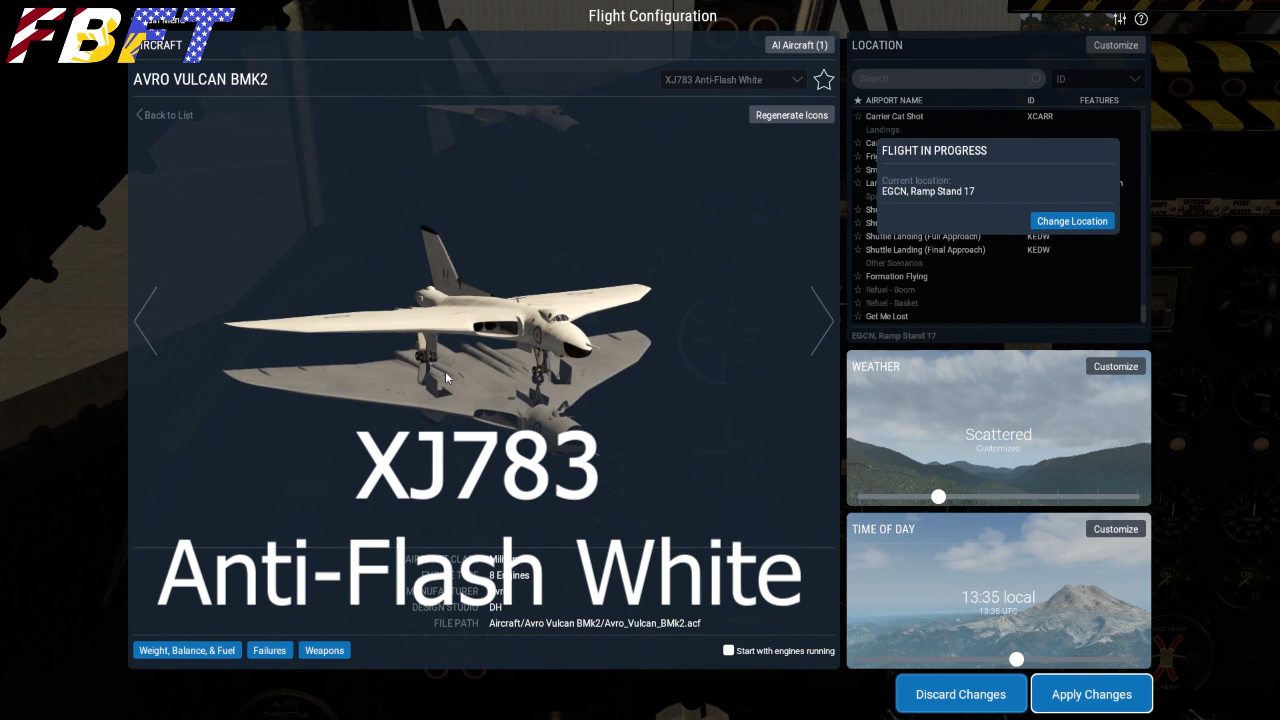 Flight Configuration
FBFT
AIRCRAFT
AI Aircraft (1)
AVRO VULCAN BMK2
XJ783 Anti-Flash White
Back to List
Regenerate Icons
XJ783
Anti-Flash White
8 Engines
MANUFACTURER
DESIGN STUDIO DH
FILE PATH Aircraft/Avro Vulcan BMk2/Avro_Vulcan_BMk2.acf
Weight, Balance, & Fuel
Failures
Weapons
Start with engines running
LOCATION
Customize
Search
ID
★ AIRPORT NAME ID FEATURES
Carrier Cat Shot XCARR
Landings
FLIGHT IN PROGRESS
Current location:
EGCN, Ramp Stand 17
Change Location
Shuttle Landing (Full Approach) KEDW
Shuttle Landing (Final Approach) KEDW
Other Scenarios
Formation Flying
Refuel - Boom
Refuel - Basket
Get Me Lost
EGCN, Ramp Stand 17
WEATHER
Customize
Scattered
Customized
TIME OF DAY
Customize
13:35 local
13:35 UTC
Discard Changes
Apply Changes